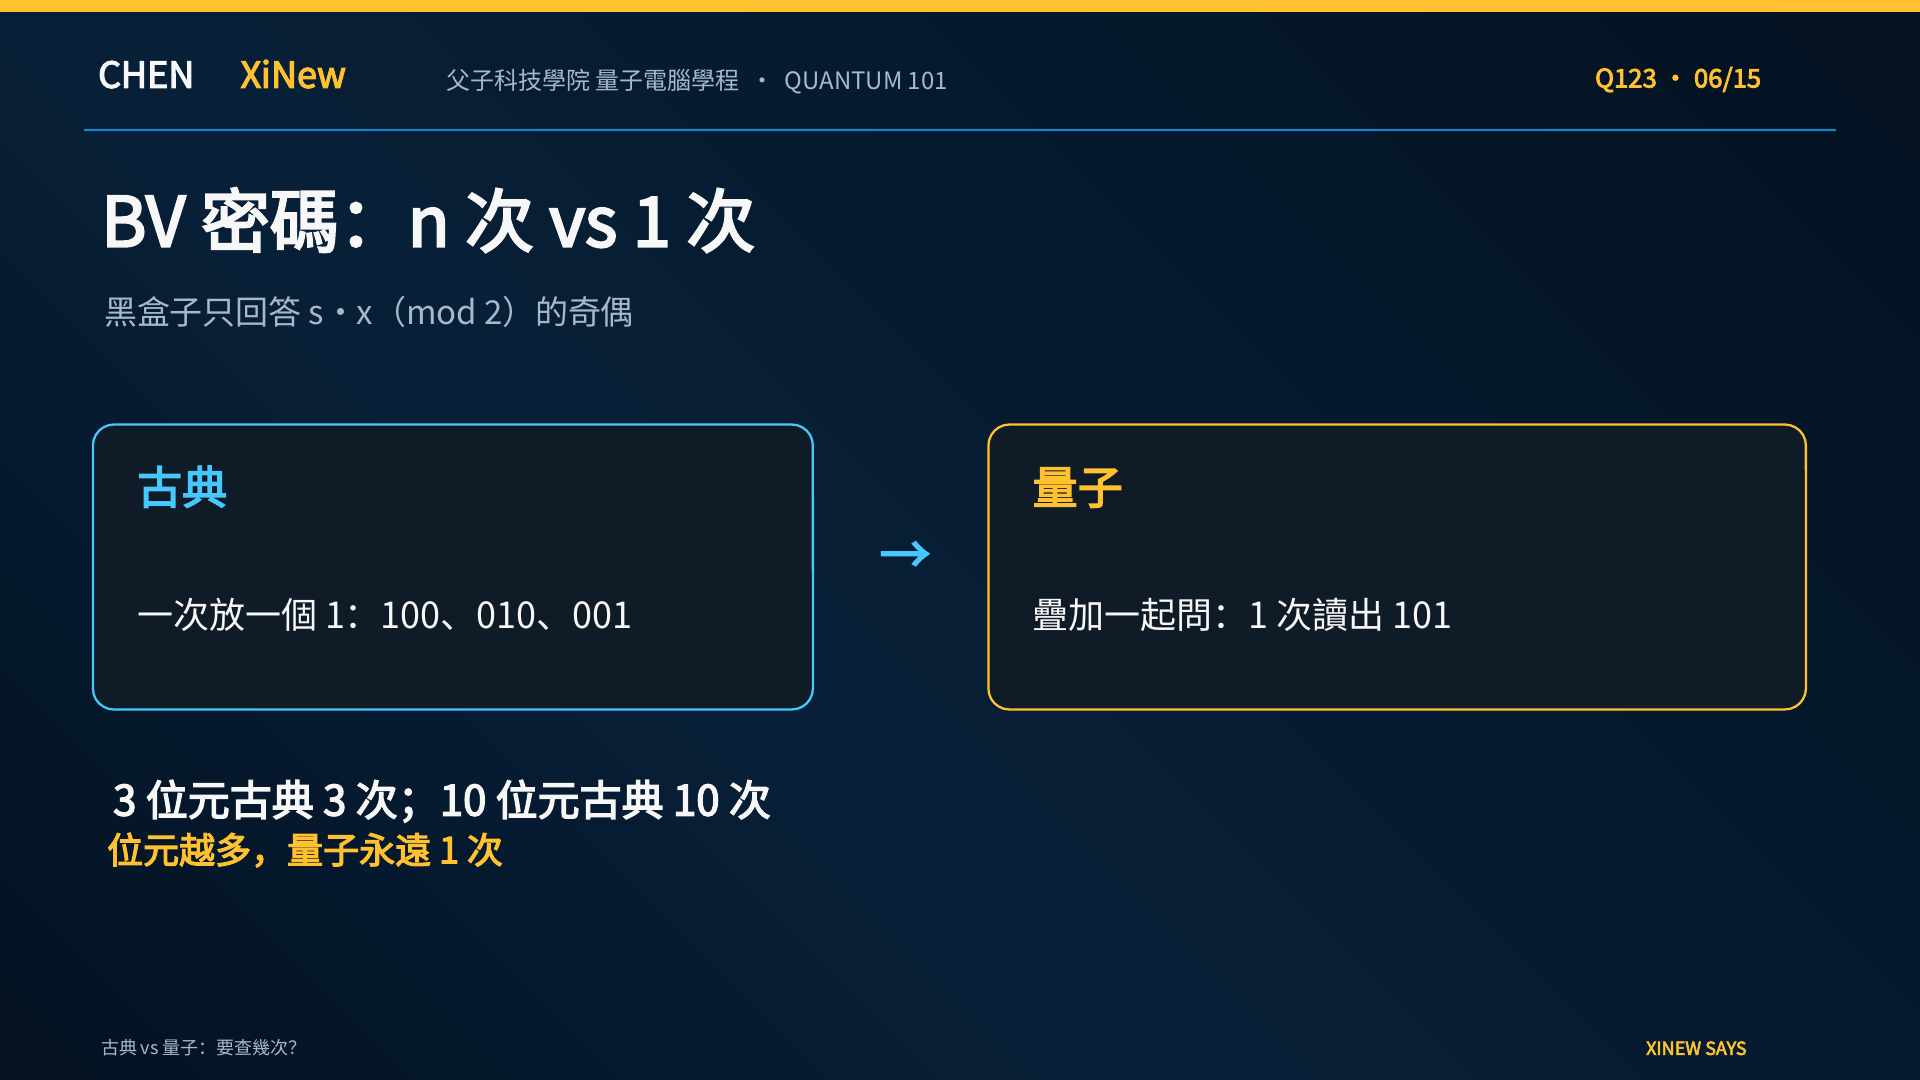 CHEN XiNew 父子科技學院 量子電腦學程 · QUANTUM 101 Q123 · 06/15
BV 密碼：n 次 vs 1 次
黑盒子只回答 s·x（mod 2）的奇偶
古典
一次放一個 1：100、010、001
→
量子
疊加一起問：1 次讀出 101
3 位元古典 3 次；10 位元古典 10 次
位元越多，量子永遠 1 次
古典 vs 量子：要查幾次？ XINEW SAYS